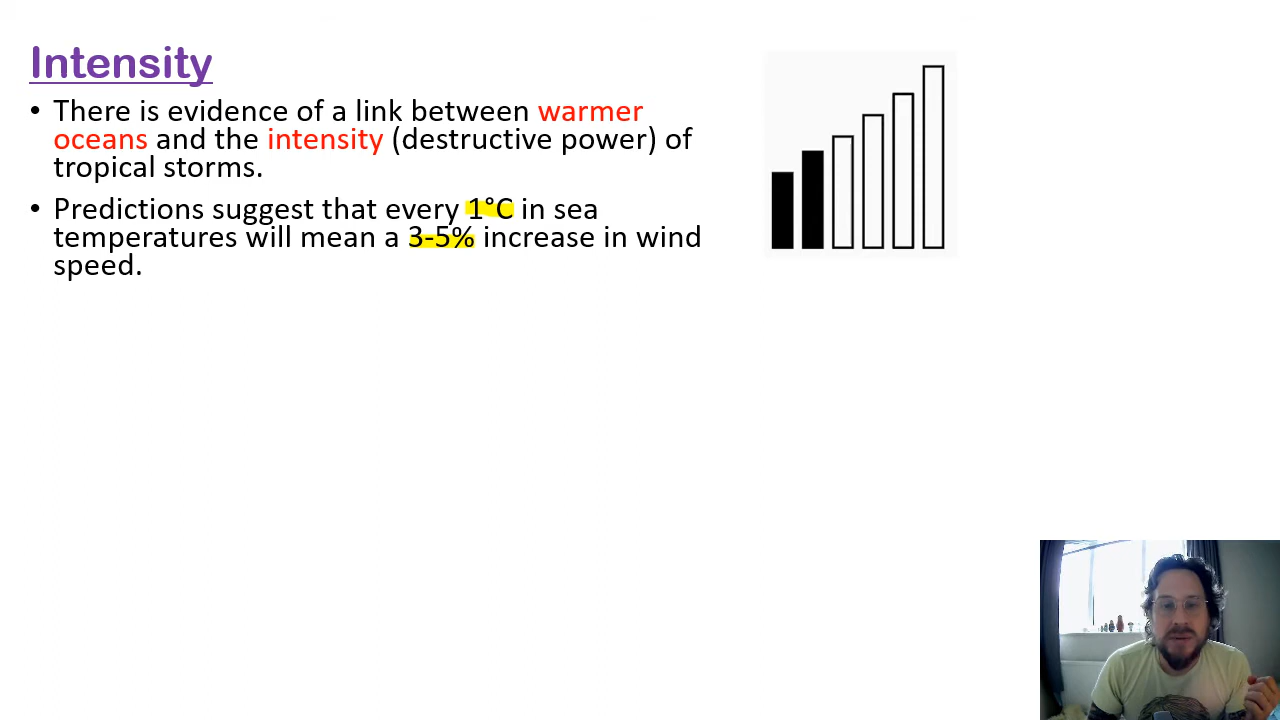 Intensity
• There is evidence of a link between warmer
oceans and the intensity (destructive power) of
tropical storms.
• Predictions suggest that every 1°C in sea
temperatures will mean a 3-5% increase in wind
speed.